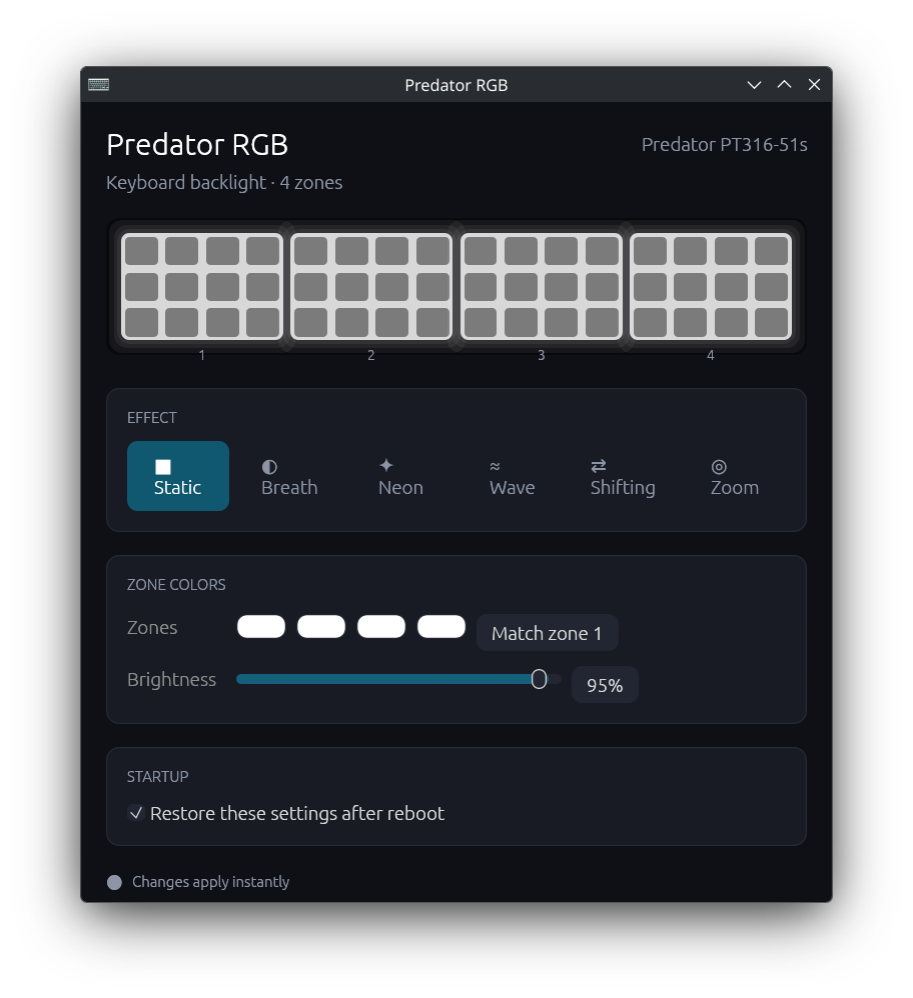 Predator RGB
Predator RGB
Predator PT316-51s
Keyboard backlight · 4 zones
1 2 3 4
EFFECT
Static Breath Neon Wave Shifting Zoom
ZONE COLORS
Zones Match zone 1
Brightness 95%
STARTUP
Restore these settings after reboot
Changes apply instantly